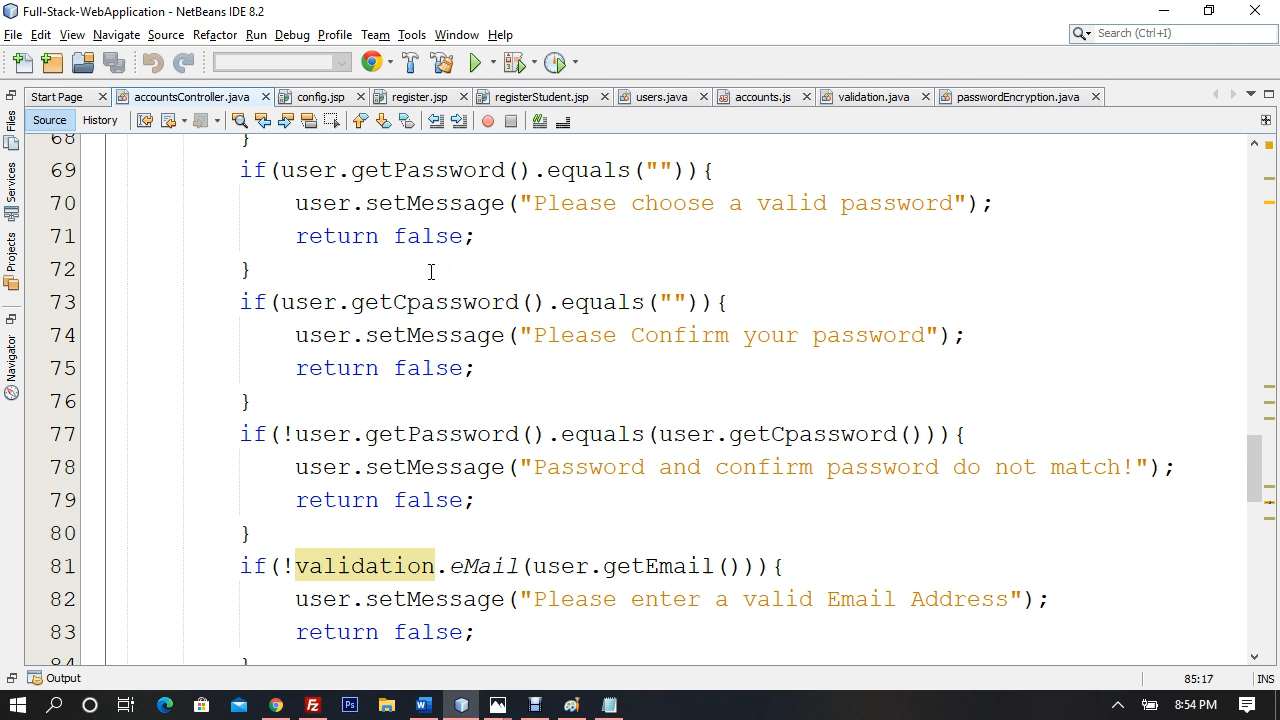 Full-Stack-WebApplication - NetBeans IDE 8.2
File Edit View Navigate Source Refactor Run Debug Profile Team Tools Window Help
Search (Ctrl+I)
Start Page accountsController.java config.jsp register.jsp registerStudent.jsp users.java accounts.js validation.java passwordEncryption.java
Source History
Files
Services
Projects
Navigator
68 }
69 if(user.getPassword().equals("")){
70 user.setMessage("Please choose a valid password");
71 return false;
72 }
73 if(user.getCpassword().equals("")){
74 user.setMessage("Please Confirm your password");
75 return false;
76 }
77 if(!user.getPassword().equals(user.getCpassword())){
78 user.setMessage("Password and confirm password do not match!");
79 return false;
80 }
81 if(!validation.eMail(user.getEmail())){
82 user.setMessage("Please enter a valid Email Address");
83 return false;
84 }
Output
85:17 INS
8:54 PM